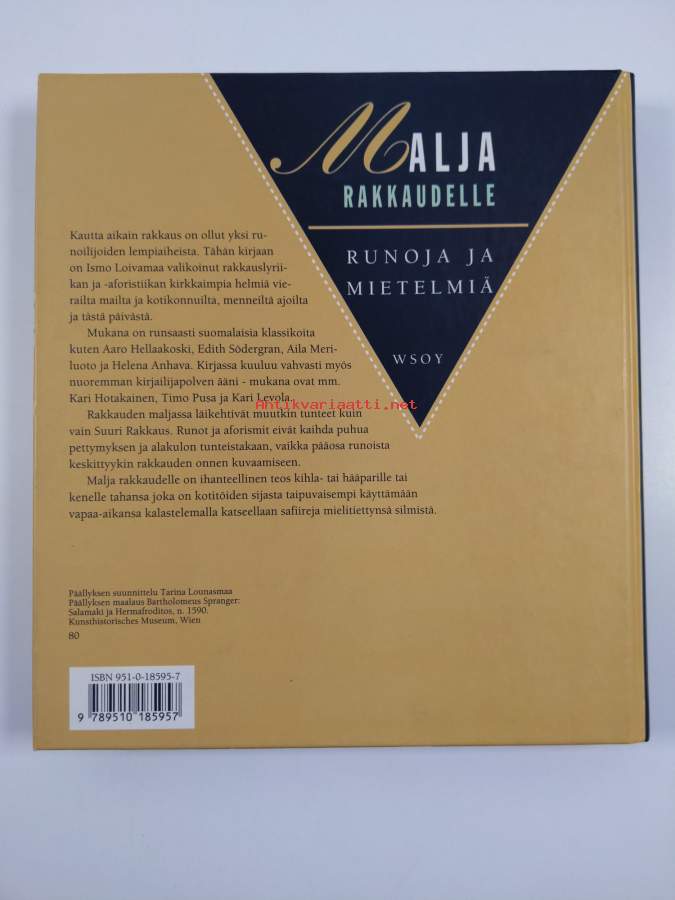 MALJA
RAKKAUDELLE
RUNOJA JA
MIETELMIÄ
WSOY
Kautta aikain rakkaus on ollut yksi ru-
noilijoiden lempiaiheista. Tähän kirjaan
on Ismo Loivamaa valikoinut rakkauslyrii-
kan ja -aforistiikan kirkkaimpia helmiä vie-
railta mailta ja kotikonnuilta, menneiltä ajoilta
ja tästä päivästä.
Mukana on runsaasti suomalaisia klassikoita
kuten Aaro Hellaakoski, Edith Södergran, Aila Meri-
luoto ja Helena Anhava. Kirjassa kuuluu vahvasti myös
nuoremman kirjailijapolven ääni - mukana ovat mm.
Kari Hotakainen, Timo Pusa ja Kari Levola.
Antikvariaatti.net
Rakkauden maljassa läikehtivät muutkin tunteet kuin
vain Suuri Rakkaus. Runot ja aforismit eivät kaihda puhua
pettymyksen ja alakulon tunteistakaan, vaikka pääosa runoista
keskittyykin rakkauden onnen kuvaamiseen.
Malja rakkaudelle on ihanteellinen teos kihla- tai hääparille tai
kenelle tahansa joka on kotitöiden sijasta taipuvaisempi käyttämään
vapaa-aikansa kalastelemalla katseellaan safiireja mielitiettynsä silmistä.
Päällyksen suunnittelu Tarina Lounasmaa
Päällyksen maalaus Bartholomeus Spranger:
Salamaki ja Hermafroditos, n. 1590.
Kunsthistorisches Museum, Wien
80
ISBN 951-0-18595-7
9 789510 185957